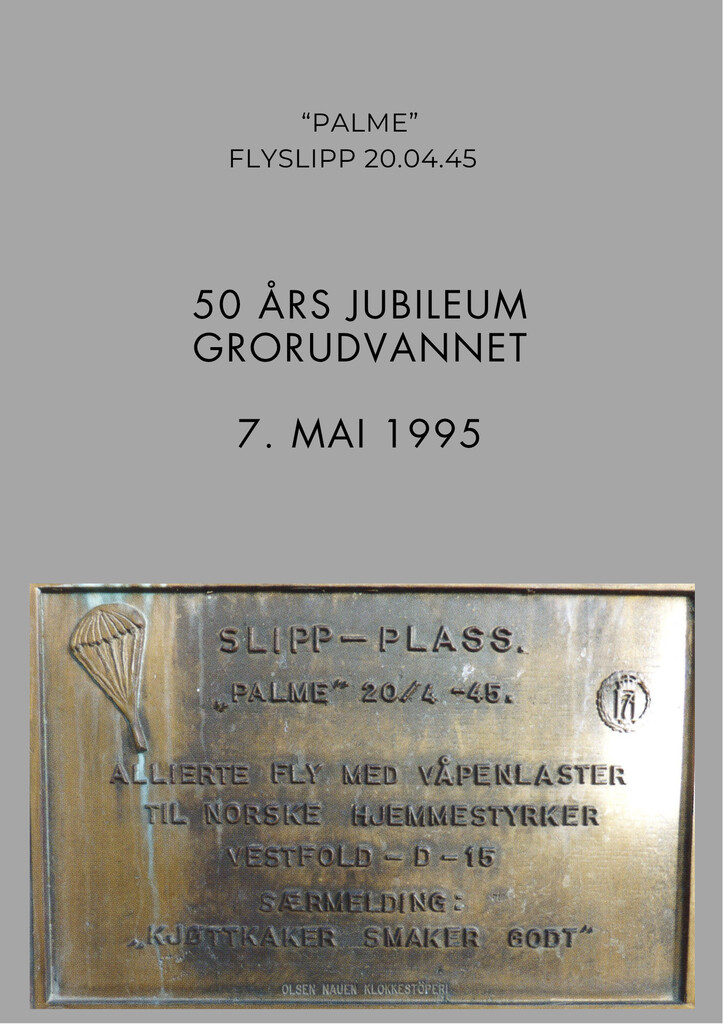 “PALME”
FLYSLIPP 20.04.45
50 ÅRS JUBILEUM
GRORUDVANNET
7. MAI 1995
SLIPP – PLASS.
„PALME” 20/4 -45.
ALLIERTE FLY MED VÅPENLASTER
TIL NORSKE HJEMMESTYRKER
VESTFOLD – D – 15
SÆRMELDING:
„KJØTTKAKER SMAKER GODT”
OLSEN NAUEN KLOKKESTÖPERI